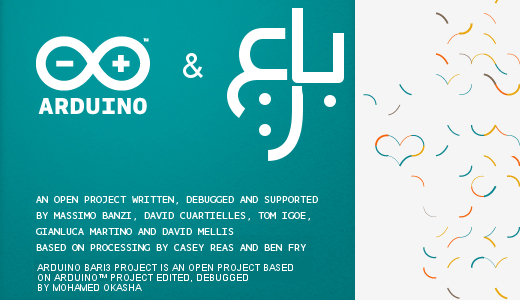 ARDUINO™ & بارع
AN OPEN PROJECT WRITTEN, DEBUGGED AND SUPPORTED
BY MASSIMO BANZI, DAVID CUARTIELLES, TOM IGOE,
GIANLUCA MARTINO AND DAVID MELLIS
BASED ON PROCESSING BY CASEY REAS AND BEN FRY
ARDUINO BARI3 PROJECT IS AN OPEN PROJECT BASED
ON ARDUINO™ PROJECT EDITED, DEBUGGED
BY MOHAMED OKASHA